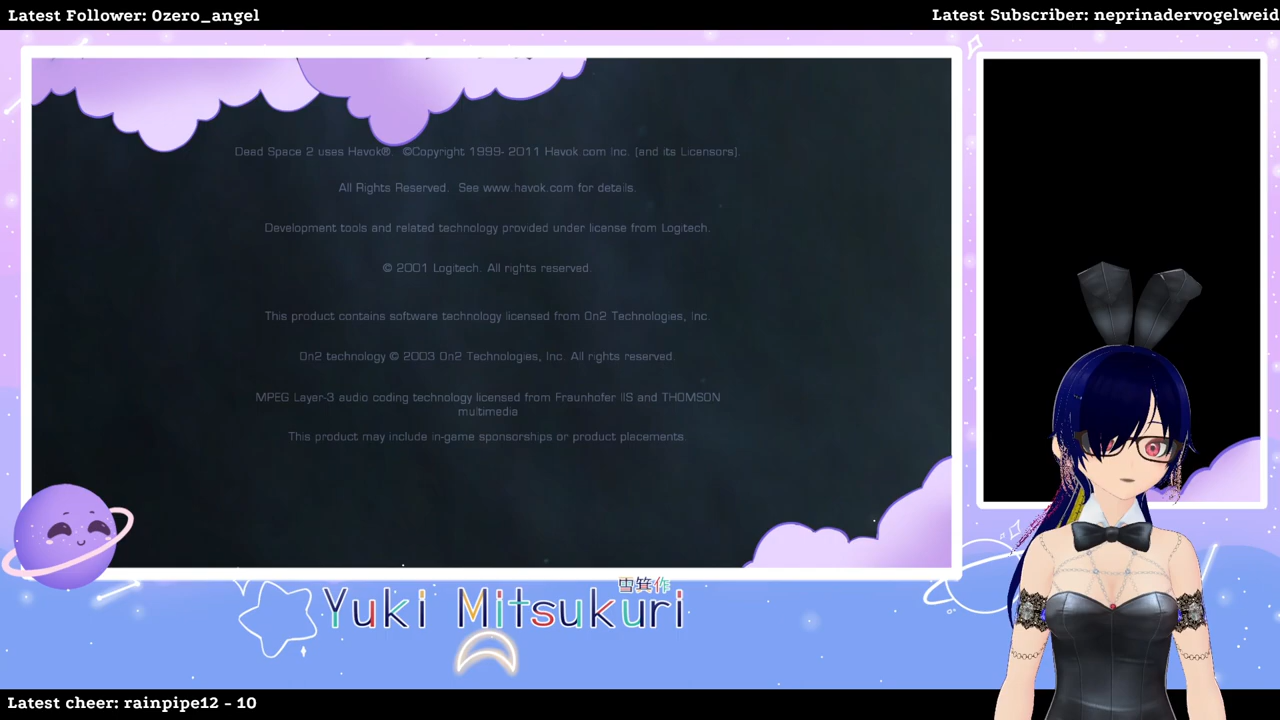 Latest Follower: 0zero_angel
Latest Subscriber: neprinadervogelweid
Dead Space 2 uses Havok®. ©Copyright 1999- 2011 Havok.com Inc. (and its Licensors).
All Rights Reserved. See www.havok.com for details.
Development tools and related technology provided under license from Logitech.
© 2001 Logitech. All rights reserved.
This product contains software technology licensed from On2 Technologies, Inc.
On2 technology © 2003 On2 Technologies, Inc. All rights reserved.
MPEG Layer-3 audio coding technology licensed from Fraunhofer IIS and THOMSON
multimedia
This product may include in-game sponsorships or product placements
雪箕作
Yuki Mitsukuri
Latest cheer: rainpipe12 - 10